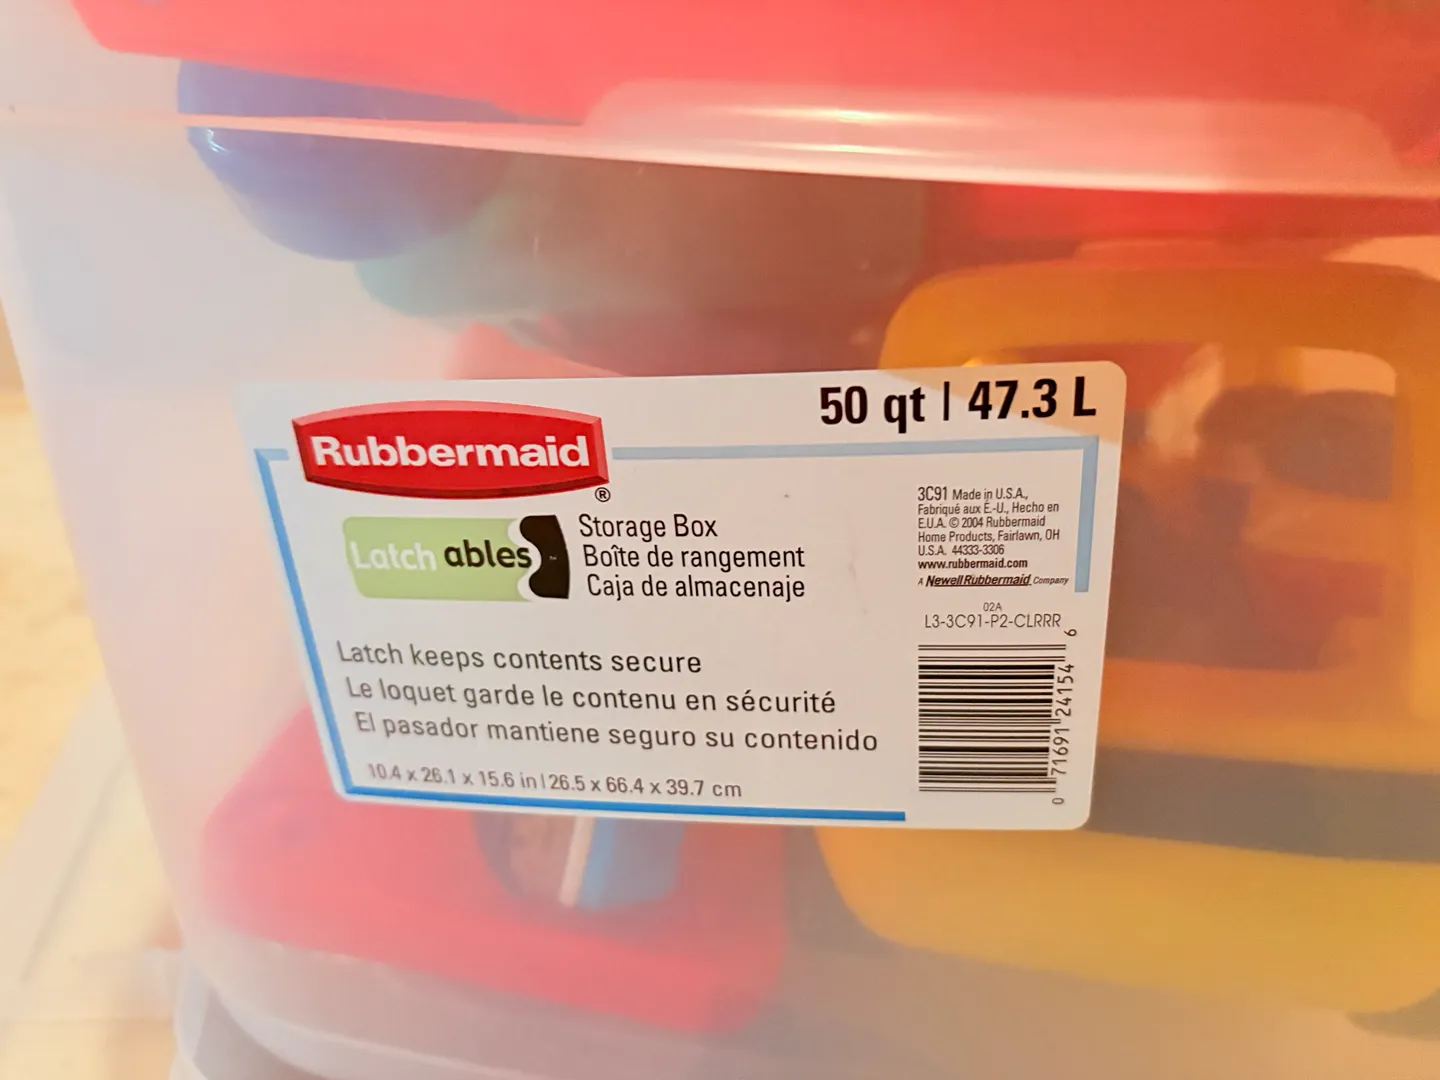 50 qt | 47.3 L
Rubbermaid
®
Latch ables™
Storage Box
Boîte de rangement
Caja de almacenaje
3C91 Made in U.S.A.,
Fabriqué aux É.-U., Hecho en
E.U.A. © 2004 Rubbermaid
Home Products, Fairlawn, OH
U.S.A. 44333-3306
www.rubbermaid.com
A Newell Rubbermaid Company
02A
L3-3C91-P2-CLRRR
Latch keeps contents secure
Le loquet garde le contenu en sécurité
El pasador mantiene seguro su contenido
10.4 x 26.1 x 15.6 in | 26.5 x 66.4 x 39.7 cm
0 71691 24154 6